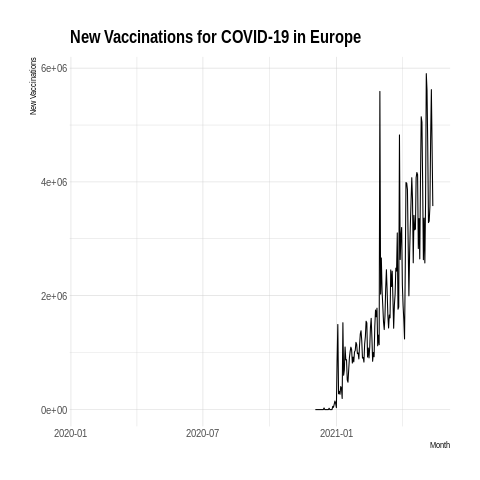 New Vaccinations for COVID-19 in Europe
New Vaccinations
6e+06
4e+06
2e+06
0e+00
2020-01
2020-07
2021-01
Month